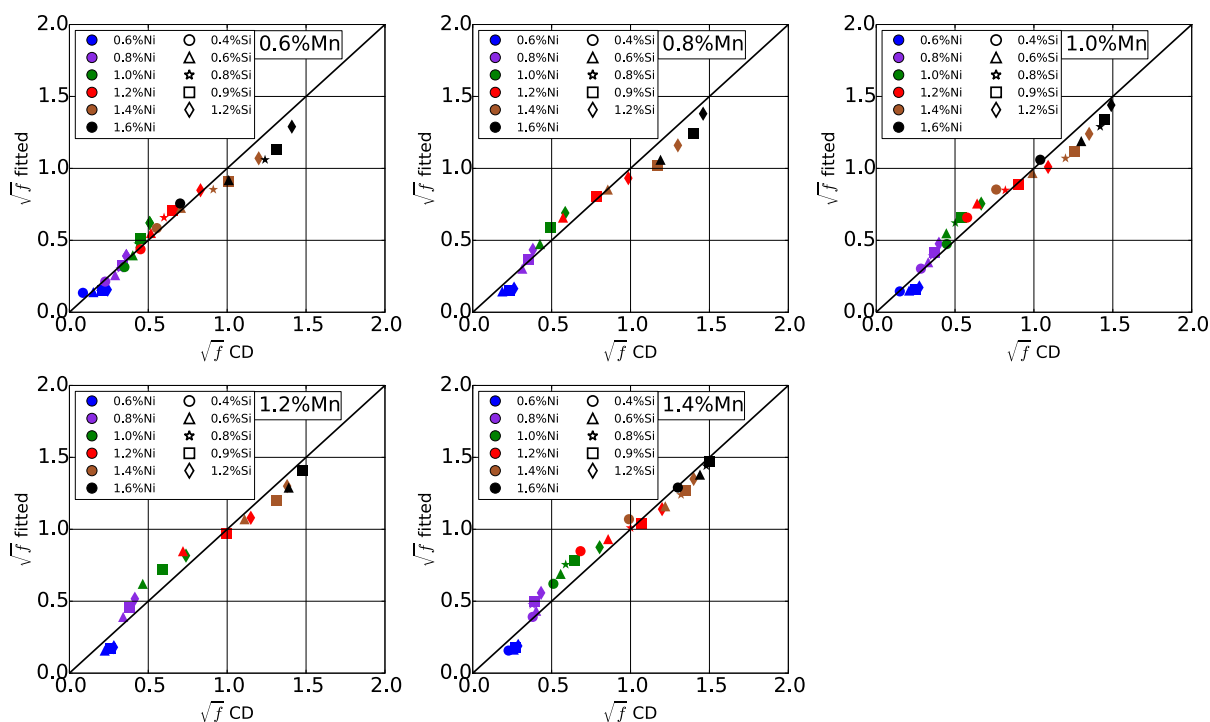 2.0
1.5
1.0
0.5
0.0
0.0 0.5 1.0 1.5 2.0
√f fitted
√f CD
0.6%Ni 0.4%Si
0.8%Ni 0.6%Si
1.0%Ni 0.8%Si
1.2%Ni 0.9%Si
1.4%Ni 1.2%Si
1.6%Ni
0.6%Mn
2.0
1.5
1.0
0.5
0.0
0.0 0.5 1.0 1.5 2.0
√f fitted
√f CD
0.6%Ni 0.4%Si
0.8%Ni 0.6%Si
1.0%Ni 0.8%Si
1.2%Ni 0.9%Si
1.4%Ni 1.2%Si
1.6%Ni
0.8%Mn
2.0
1.5
1.0
0.5
0.0
0.0 0.5 1.0 1.5 2.0
√f fitted
√f CD
0.6%Ni 0.4%Si
0.8%Ni 0.6%Si
1.0%Ni 0.8%Si
1.2%Ni 0.9%Si
1.4%Ni 1.2%Si
1.6%Ni
1.0%Mn
2.0
1.5
1.0
0.5
0.0
0.0 0.5 1.0 1.5 2.0
√f fitted
√f CD
0.6%Ni 0.4%Si
0.8%Ni 0.6%Si
1.0%Ni 0.8%Si
1.2%Ni 0.9%Si
1.4%Ni 1.2%Si
1.6%Ni
1.2%Mn
2.0
1.5
1.0
0.5
0.0
0.0 0.5 1.0 1.5 2.0
√f fitted
√f CD
0.6%Ni 0.4%Si
0.8%Ni 0.6%Si
1.0%Ni 0.8%Si
1.2%Ni 0.9%Si
1.4%Ni 1.2%Si
1.6%Ni
1.4%Mn